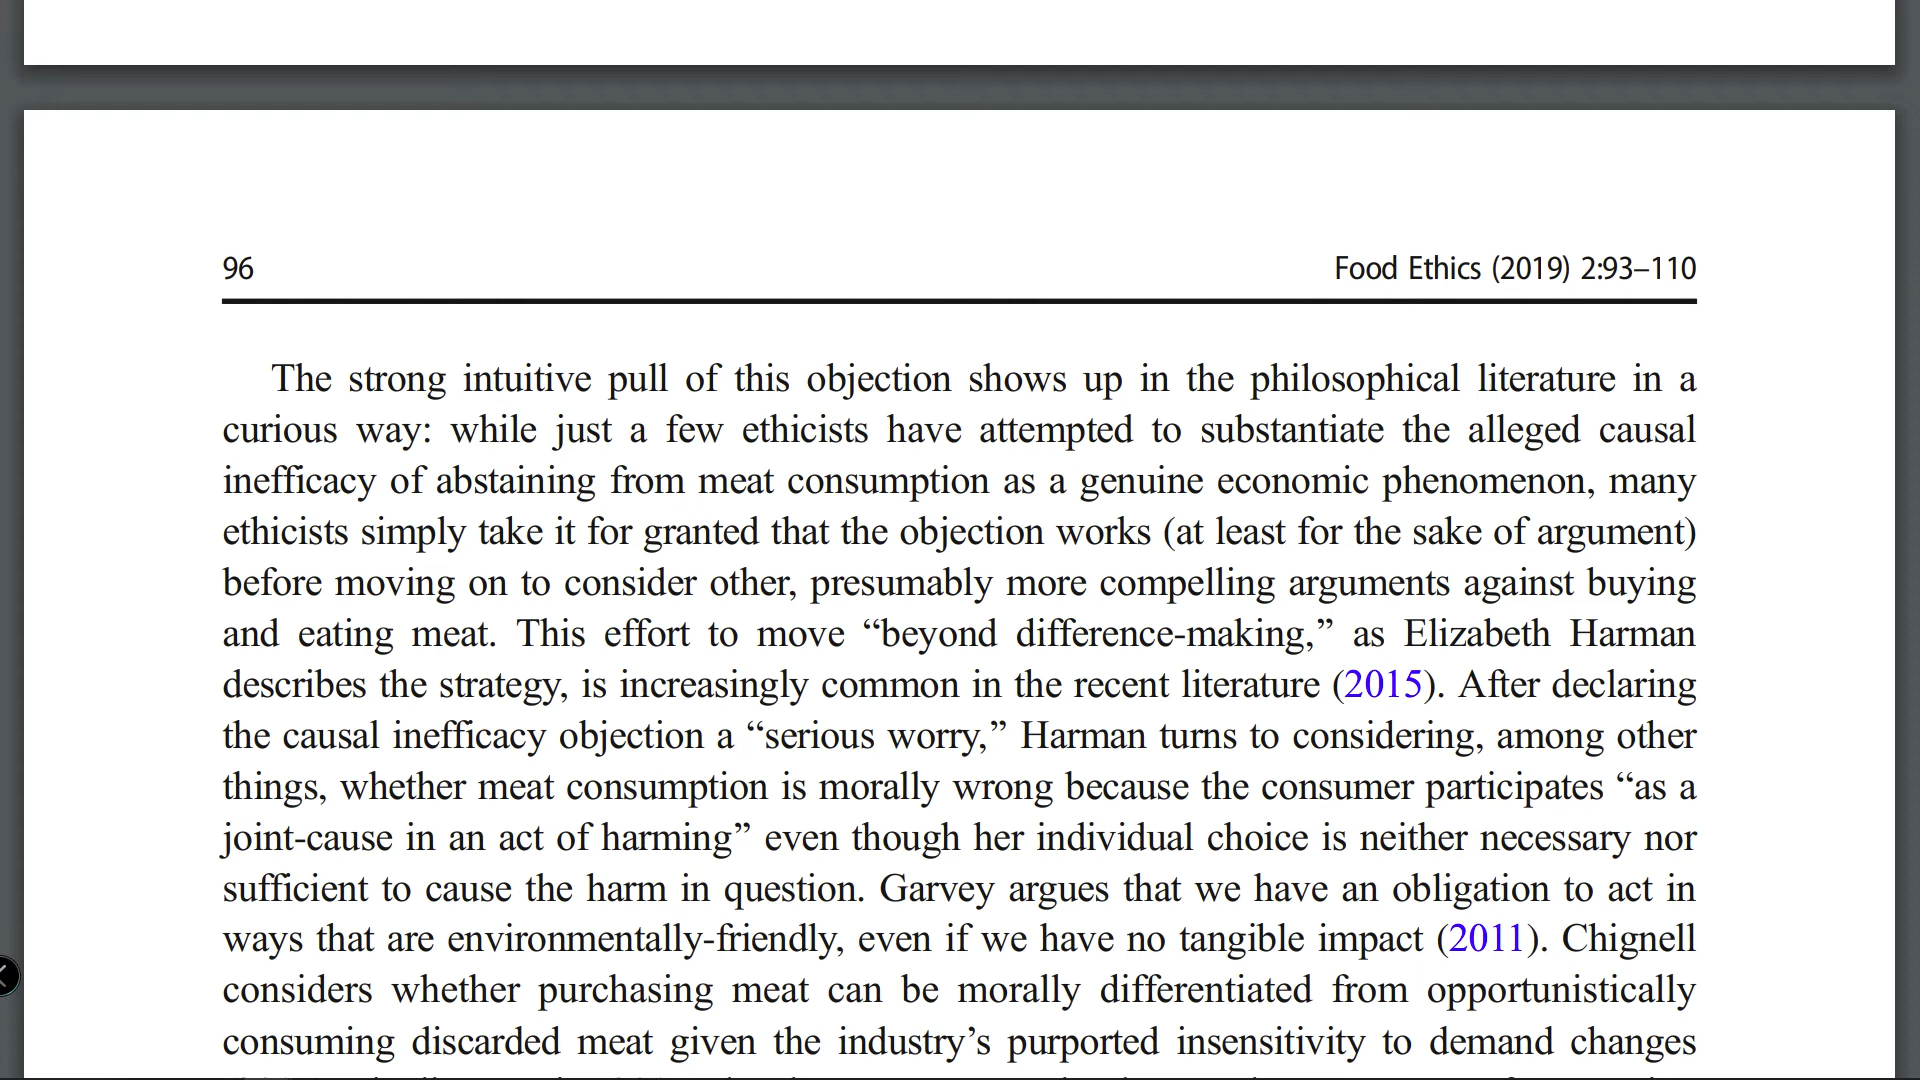 96
Food Ethics (2019) 2:93–110
The strong intuitive pull of this objection shows up in the philosophical literature in a
curious way: while just a few ethicists have attempted to substantiate the alleged causal
inefficacy of abstaining from meat consumption as a genuine economic phenomenon, many
ethicists simply take it for granted that the objection works (at least for the sake of argument)
before moving on to consider other, presumably more compelling arguments against buying
and eating meat. This effort to move “beyond difference-making,” as Elizabeth Harman
describes the strategy, is increasingly common in the recent literature (2015). After declaring
the causal inefficacy objection a “serious worry,” Harman turns to considering, among other
things, whether meat consumption is morally wrong because the consumer participates “as a
joint-cause in an act of harming” even though her individual choice is neither necessary nor
sufficient to cause the harm in question. Garvey argues that we have an obligation to act in
ways that are environmentally-friendly, even if we have no tangible impact (2011). Chignell
considers whether purchasing meat can be morally differentiated from opportunistically
consuming discarded meat given the industry’s purported insensitivity to demand changes